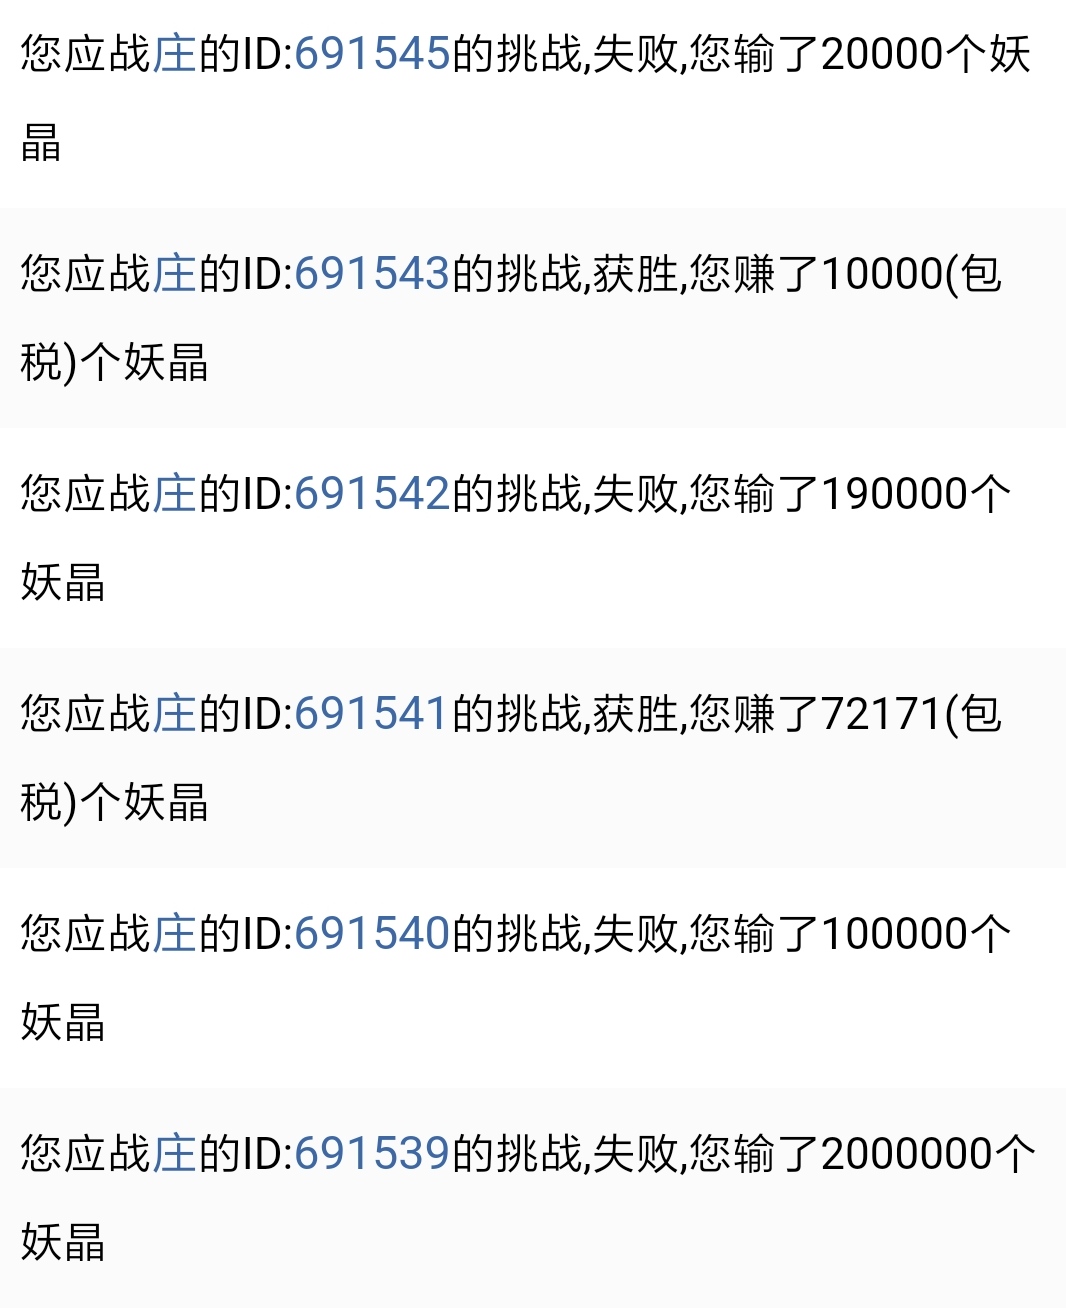 您应战庄的ID:691545的挑战,失败,您输了20000个妖
晶
您应战庄的ID:691543的挑战,获胜,您赚了10000(包
税)个妖晶
您应战庄的ID:691542的挑战,失败,您输了190000个
妖晶
您应战庄的ID:691541的挑战,获胜,您赚了72171(包
税)个妖晶
您应战庄的ID:691540的挑战,失败,您输了100000个
妖晶
您应战庄的ID:691539的挑战,失败,您输了2000000个
妖晶